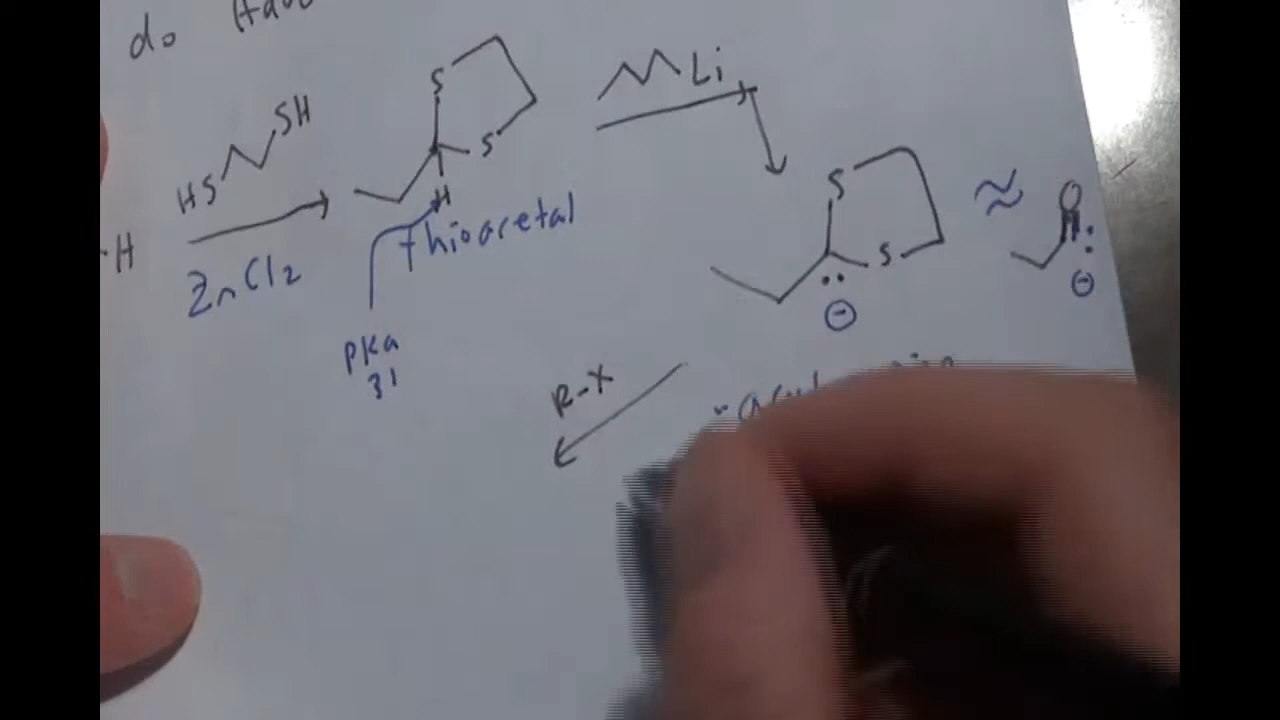 do
SH
HS
H
ZnCl2
S
S
H
thioacetal
pka
31
Li
S
S
..
⊖
≈
O
:
⊖
R-X